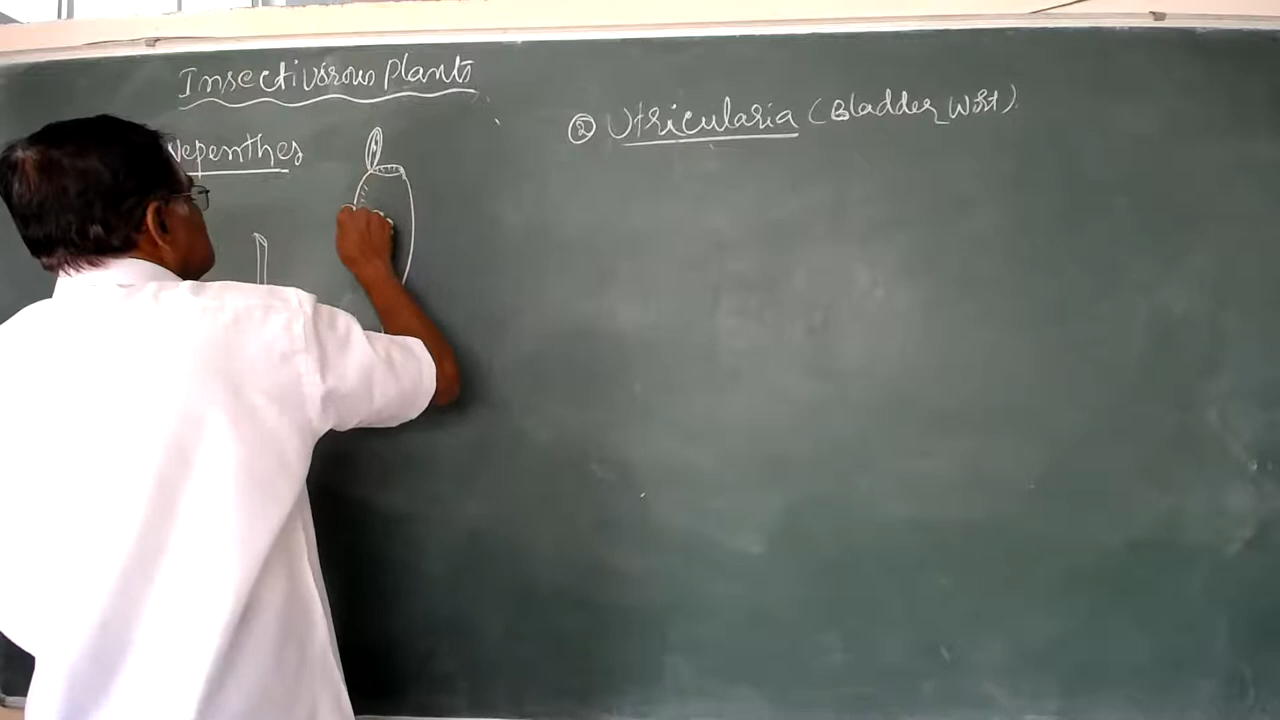 Insectivorous Plants
Nepenthes
② Utricularia (Bladder Wort)